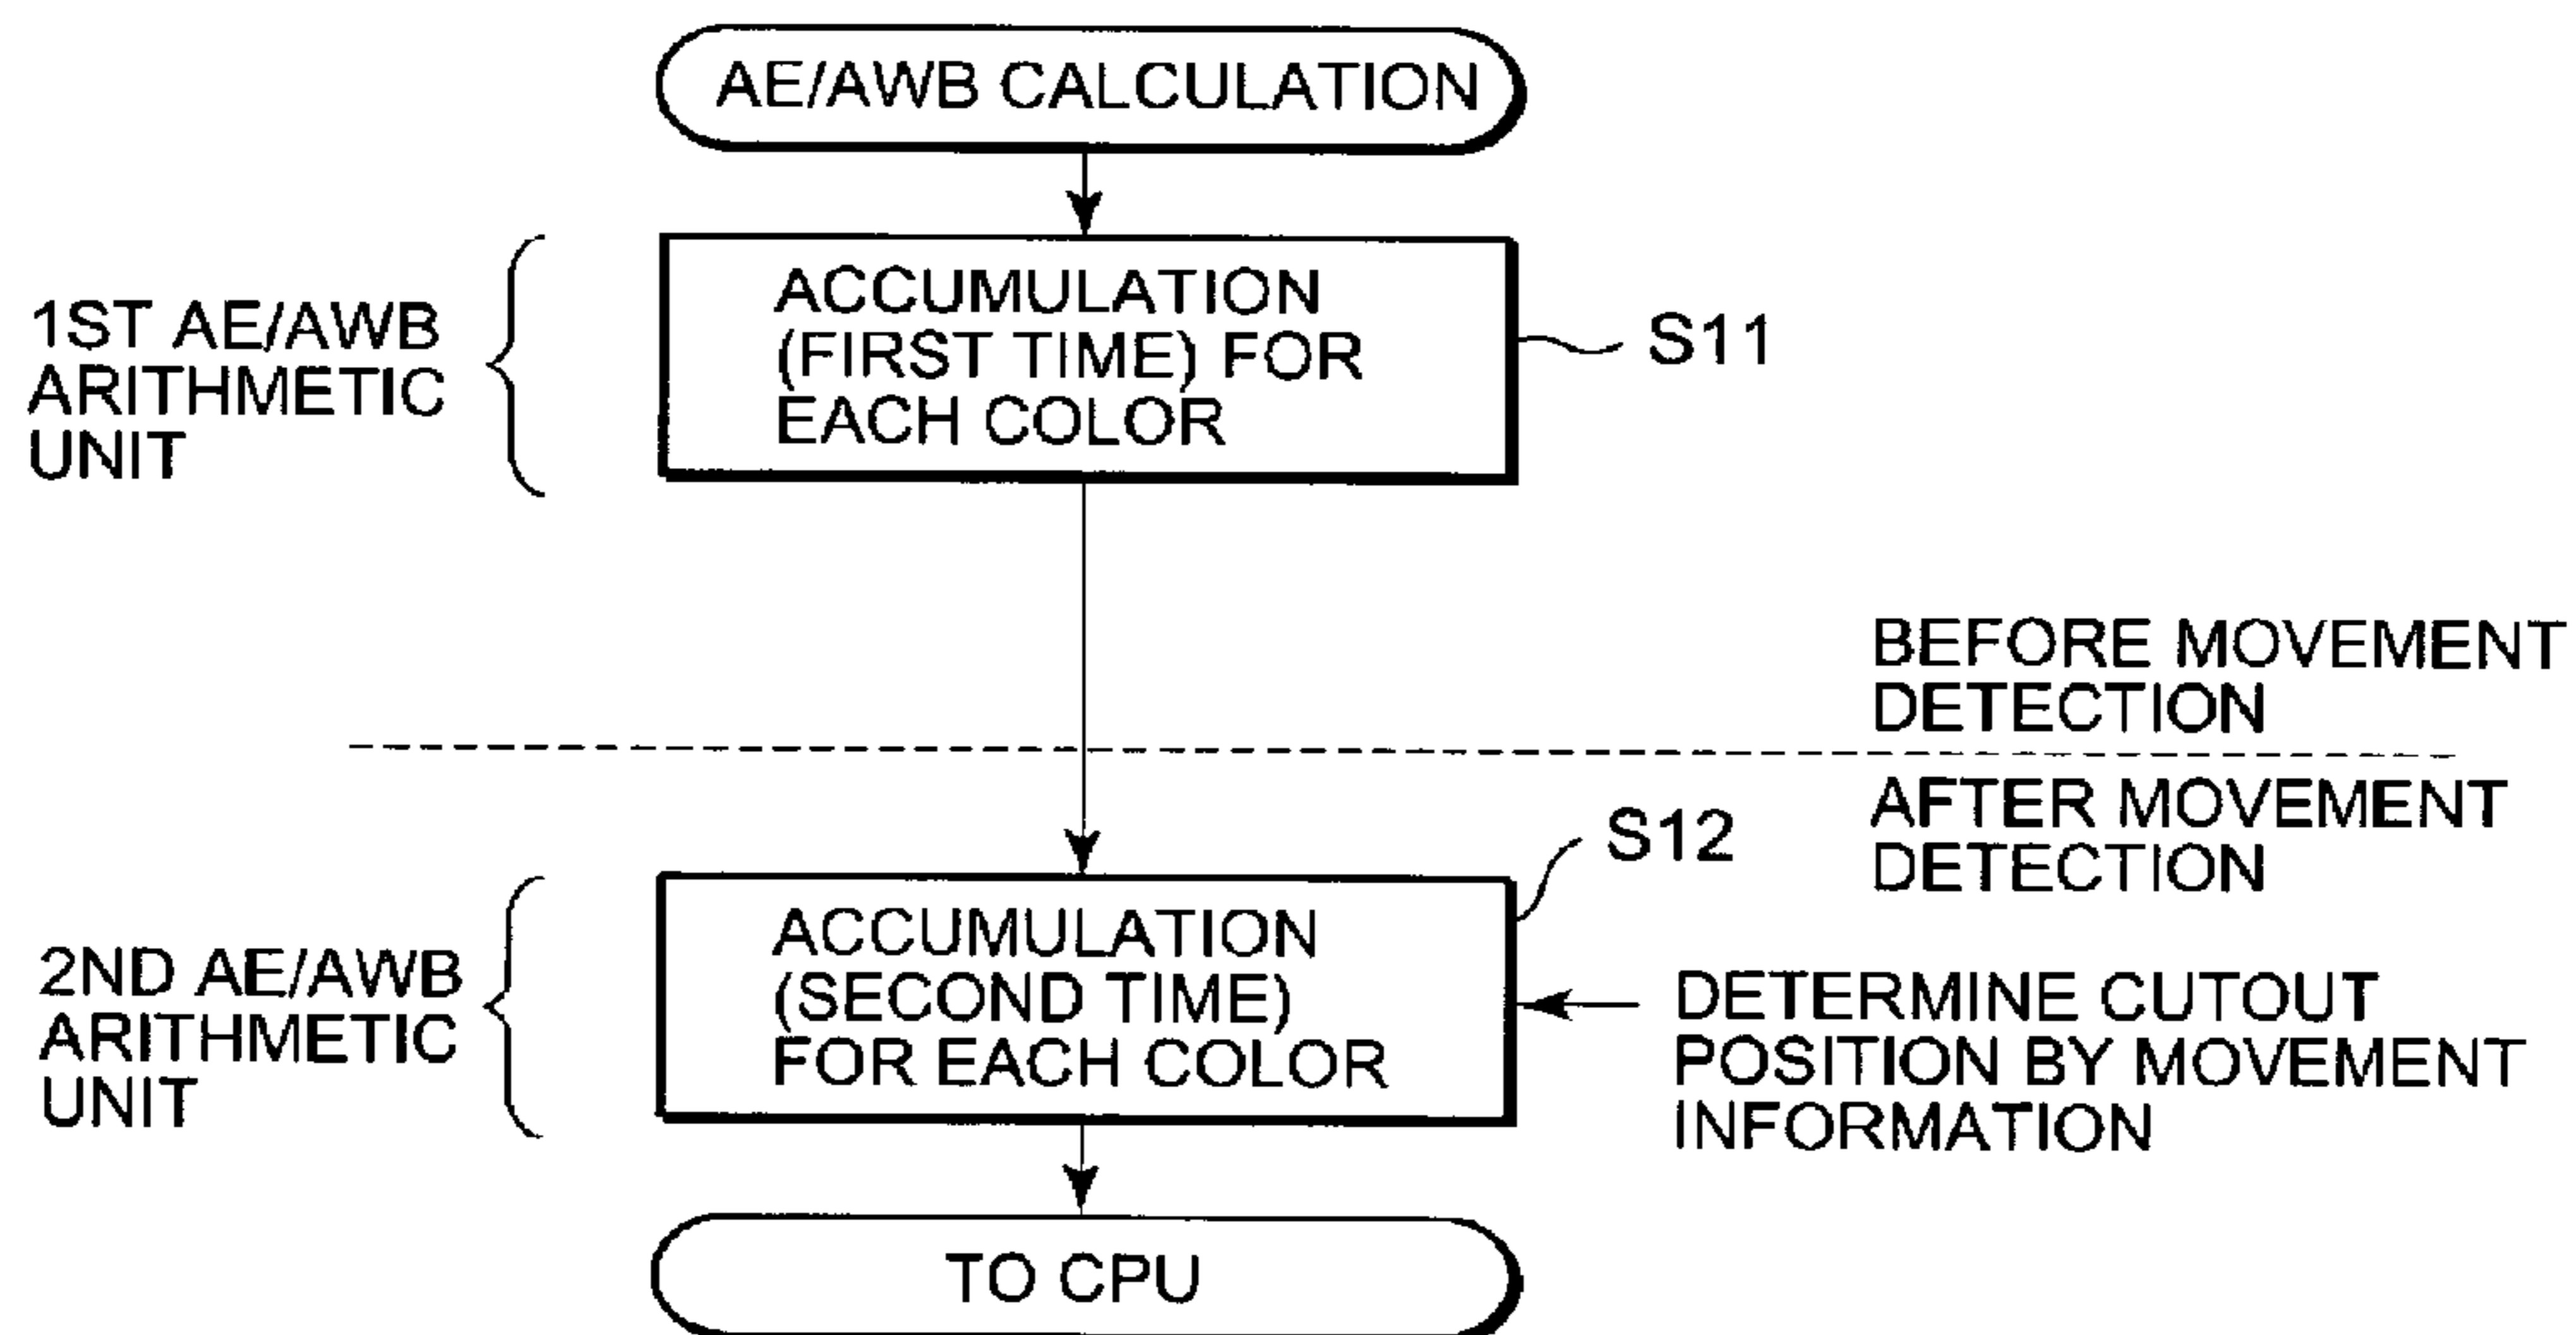 AE/AWB CALCULATION
1ST AE/AWB
ARITHMETIC
UNIT
ACCUMULATION
(FIRST TIME) FOR
EACH COLOR
S11
BEFORE MOVEMENT
DETECTION
AFTER MOVEMENT
DETECTION
S12
2ND AE/AWB
ARITHMETIC
UNIT
ACCUMULATION
(SECOND TIME)
FOR EACH COLOR
DETERMINE CUTOUT
POSITION BY MOVEMENT
INFORMATION
TO CPU